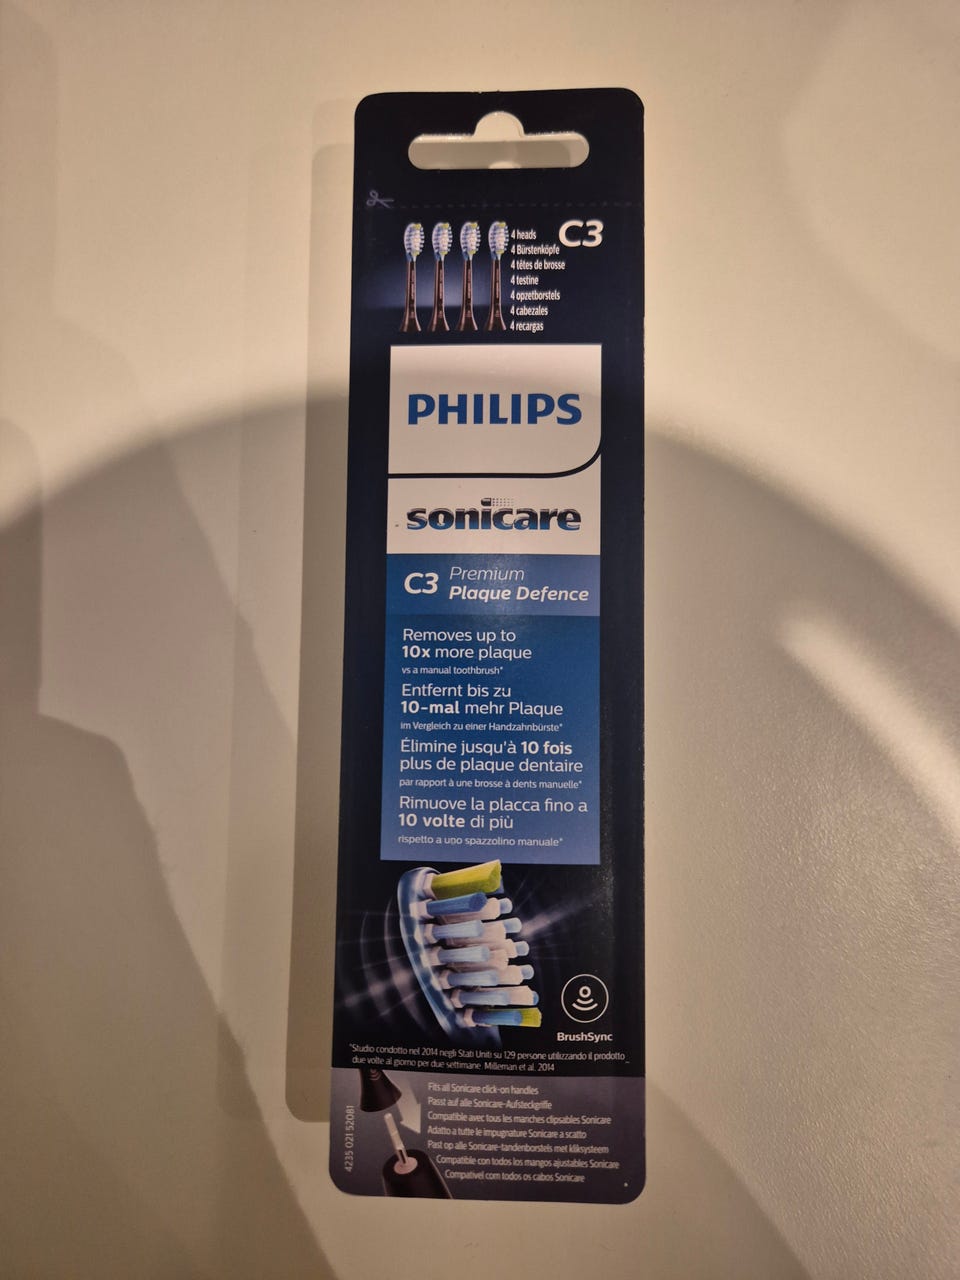 C3
4 heads
4 Bürstenköpfe
4 têtes de brosse
4 testine
4 opzetborstels
4 cabezales
4 recargas
PHILIPS
sonicare
C3 Premium
Plaque Defence
Removes up to
10x more plaque
vs a manual toothbrush*
Entfernt bis zu
10-mal mehr Plaque
im Vergleich zu einer Handzahnbürste*
Élimine jusqu'à 10 fois
plus de plaque dentaire
par rapport à une brosse à dents manuelle*
Rimuove la placca fino a
10 volte di più
rispetto a uno spazzolino manuale*
BrushSync
*Studio condotto nel 2014 negli Stati Uniti su 129 persone utilizzando il prodotto
due volte al giorno per due settimane. Milleman et al, 2014
Fits all Sonicare click-on handles
Passt auf alle Sonicare-Aufsteckgriffe
Compatible avec tous les manches clipsables Sonicare
Adatto a tutte le impugnature Sonicare a scatto
Past op alle Sonicare-tandenborstels met kliksysteem
Compatible con todos los mangos ajustables Sonicare
Compatível com todos os cabos Sonicare
4235 021 52081